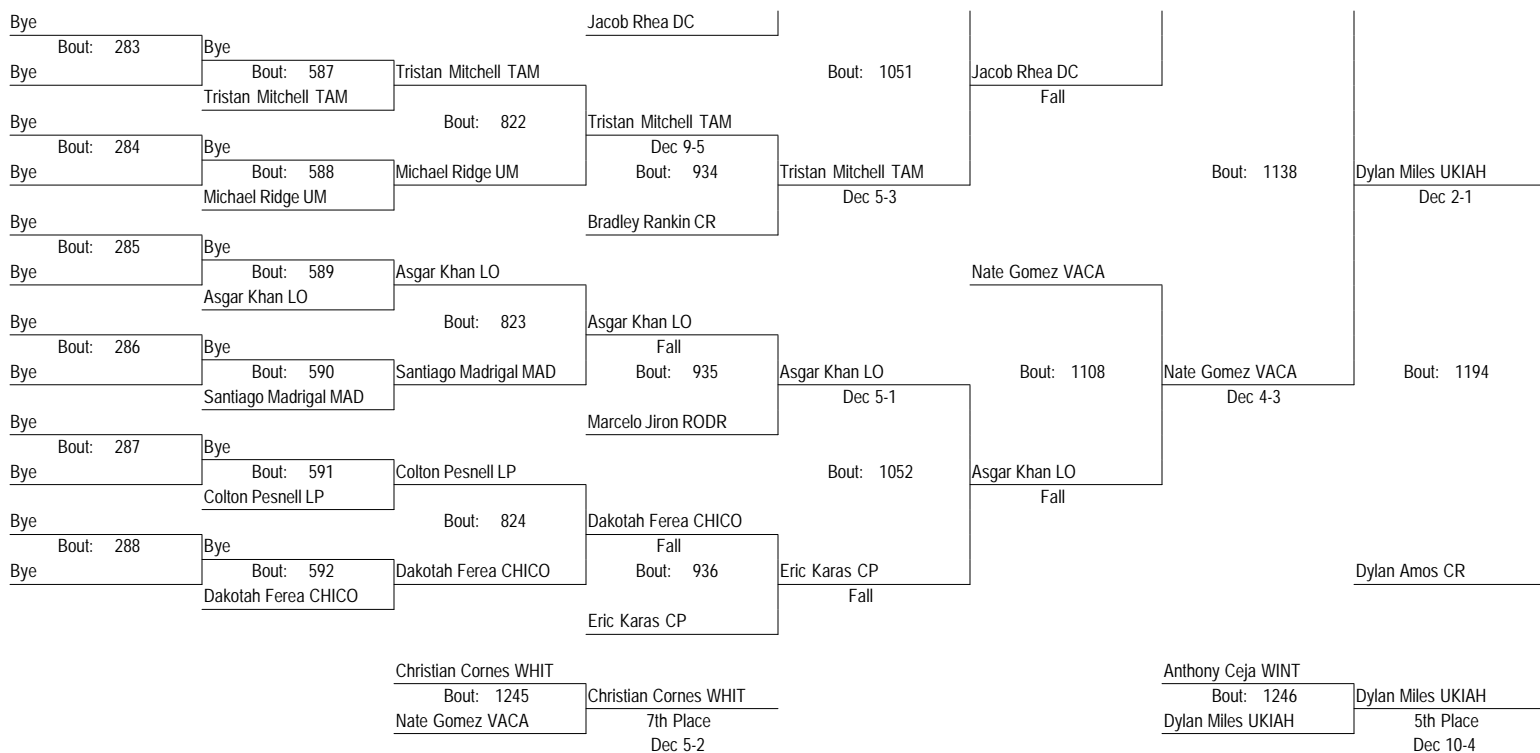 Bye
Bout: 283
Bye
Bye
Bout: 284
Bye
Bye
Bout: 285
Bye
Bye
Bout: 286
Bye
Bye
Bout: 287
Bye
Bye
Bout: 288
Bye
Bye
Bout: 587
Tristan Mitchell TAM
Bye
Bout: 588
Michael Ridge UM
Bye
Bout: 589
Asgar Khan LO
Bye
Bout: 590
Santiago Madrigal MAD
Bye
Bout: 591
Colton Pesnell LP
Bye
Bout: 592
Dakotah Ferea CHICO
Tristan Mitchell TAM
Bout: 822
Michael Ridge UM
Asgar Khan LO
Bout: 823
Santiago Madrigal MAD
Colton Pesnell LP
Bout: 824
Dakotah Ferea CHICO
Jacob Rhea DC
Tristan Mitchell TAM
Dec 9-5
Bout: 934
Bradley Rankin CR
Asgar Khan LO
Fall
Bout: 935
Marcelo Jiron RODR
Dakotah Ferea CHICO
Fall
Bout: 936
Eric Karas CP
Bout: 1051
Tristan Mitchell TAM
Dec 5-3
Asgar Khan LO
Dec 5-1
Bout: 1052
Eric Karas CP
Fall
Jacob Rhea DC
Fall
Nate Gomez VACA
Bout: 1108
Asgar Khan LO
Fall
Bout: 1138
Nate Gomez VACA
Dec 4-3
Dylan Miles UKIAH
Dec 2-1
Bout: 1194
Dylan Amos CR
Christian Cornes WHIT
Bout: 1245
Nate Gomez VACA
Christian Cornes WHIT
7th Place
Dec 5-2
Anthony Ceja WINT
Bout: 1246
Dylan Miles UKIAH
Dylan Miles UKIAH
5th Place
Dec 10-4